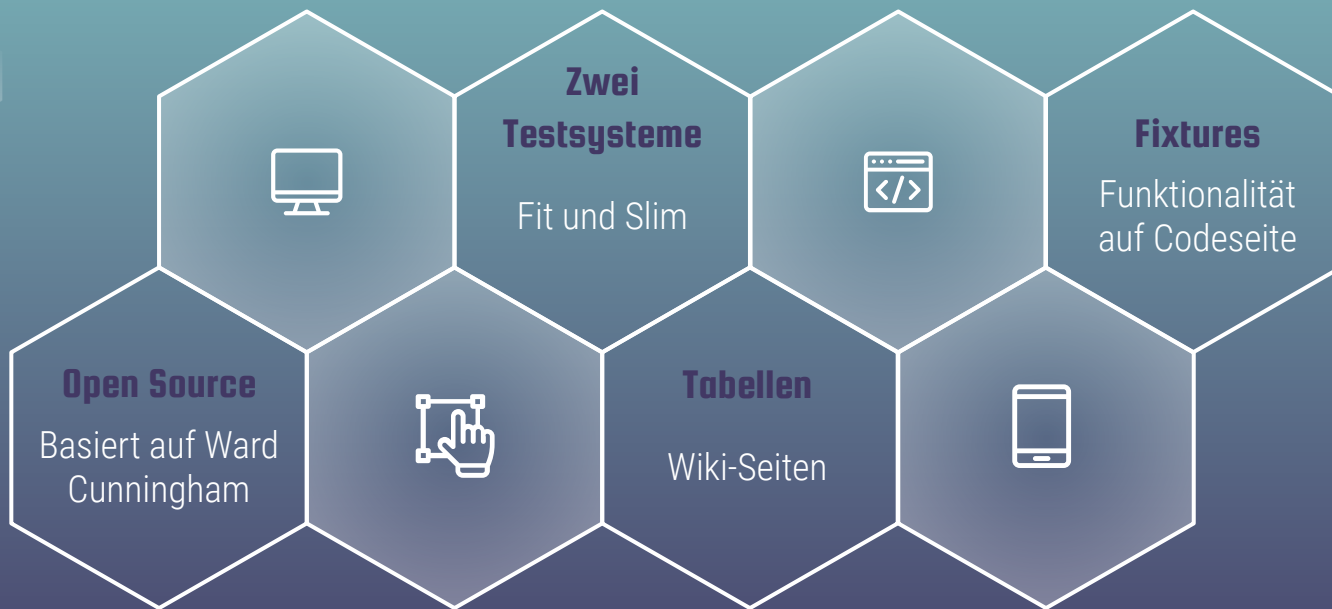 Zwei
Testsysteme
Fit und Slim
Fixtures
Funktionalität
auf Codeseite
Open Source
Basiert auf Ward
Cunningham
Tabellen
Wiki-Seiten